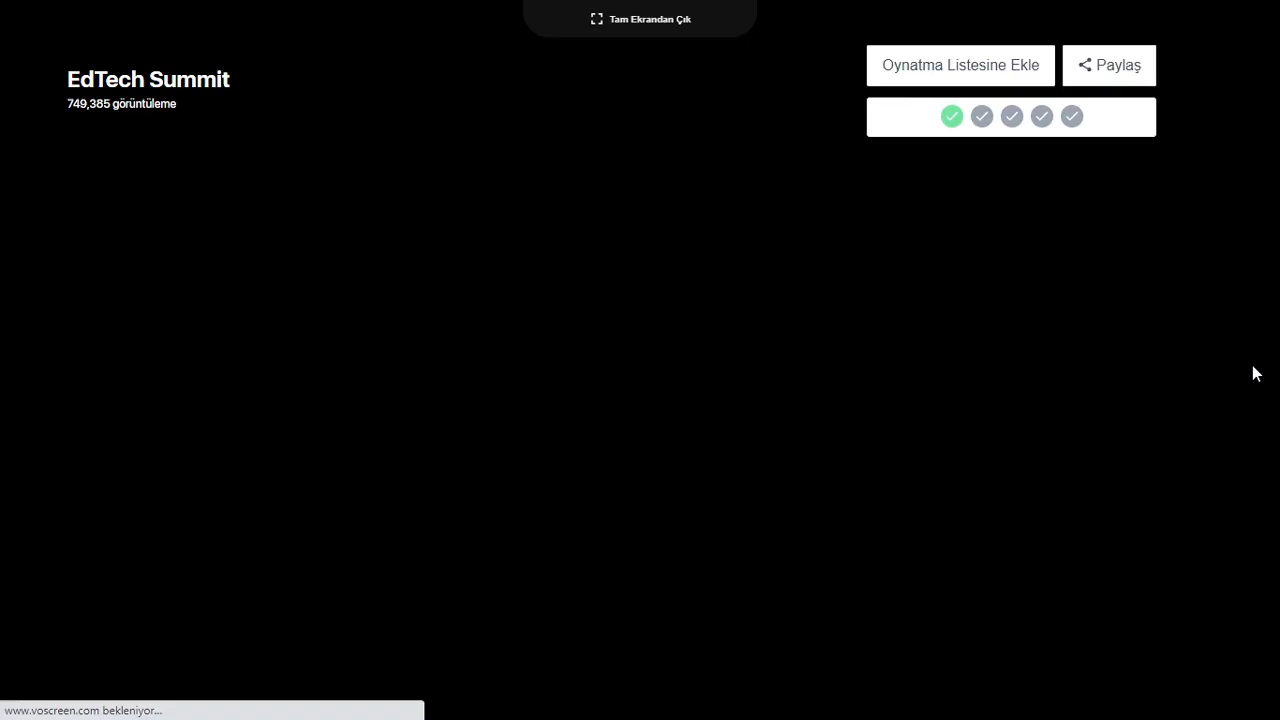 Tam Ekrandan Çık
EdTech Summit
749,385 görüntüleme
Oynatma Listesine Ekle
Paylaş
www.voscreen.com bekleniyor...